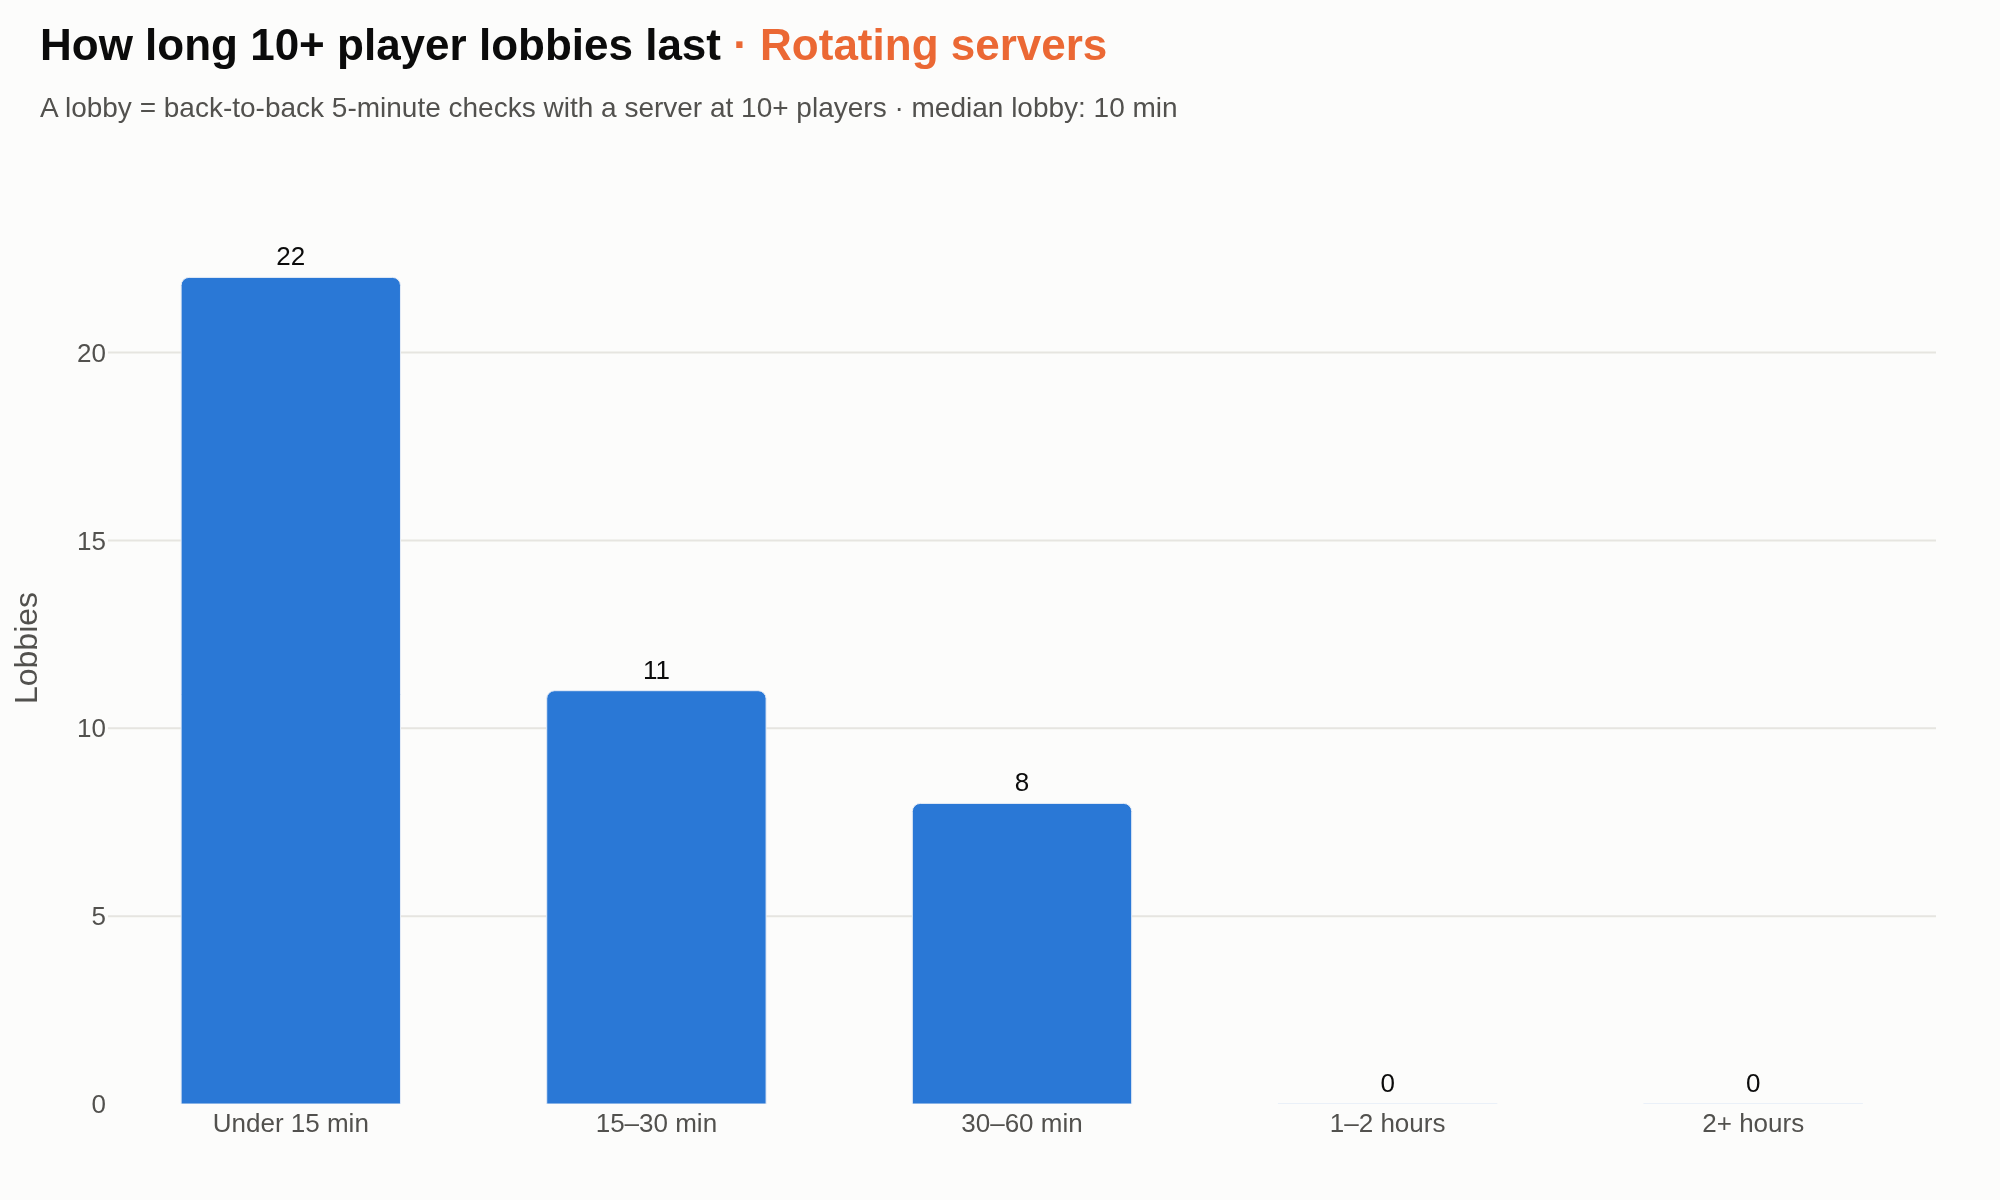 How long 10+ player lobbies last · Rotating servers
A lobby = back-to-back 5-minute checks with a server at 10+ players · median lobby: 10 min
22
20
15
11
Lobbies
10
8
5
0
0
0
Under 15 min
15–30 min
30–60 min
1–2 hours
2+ hours